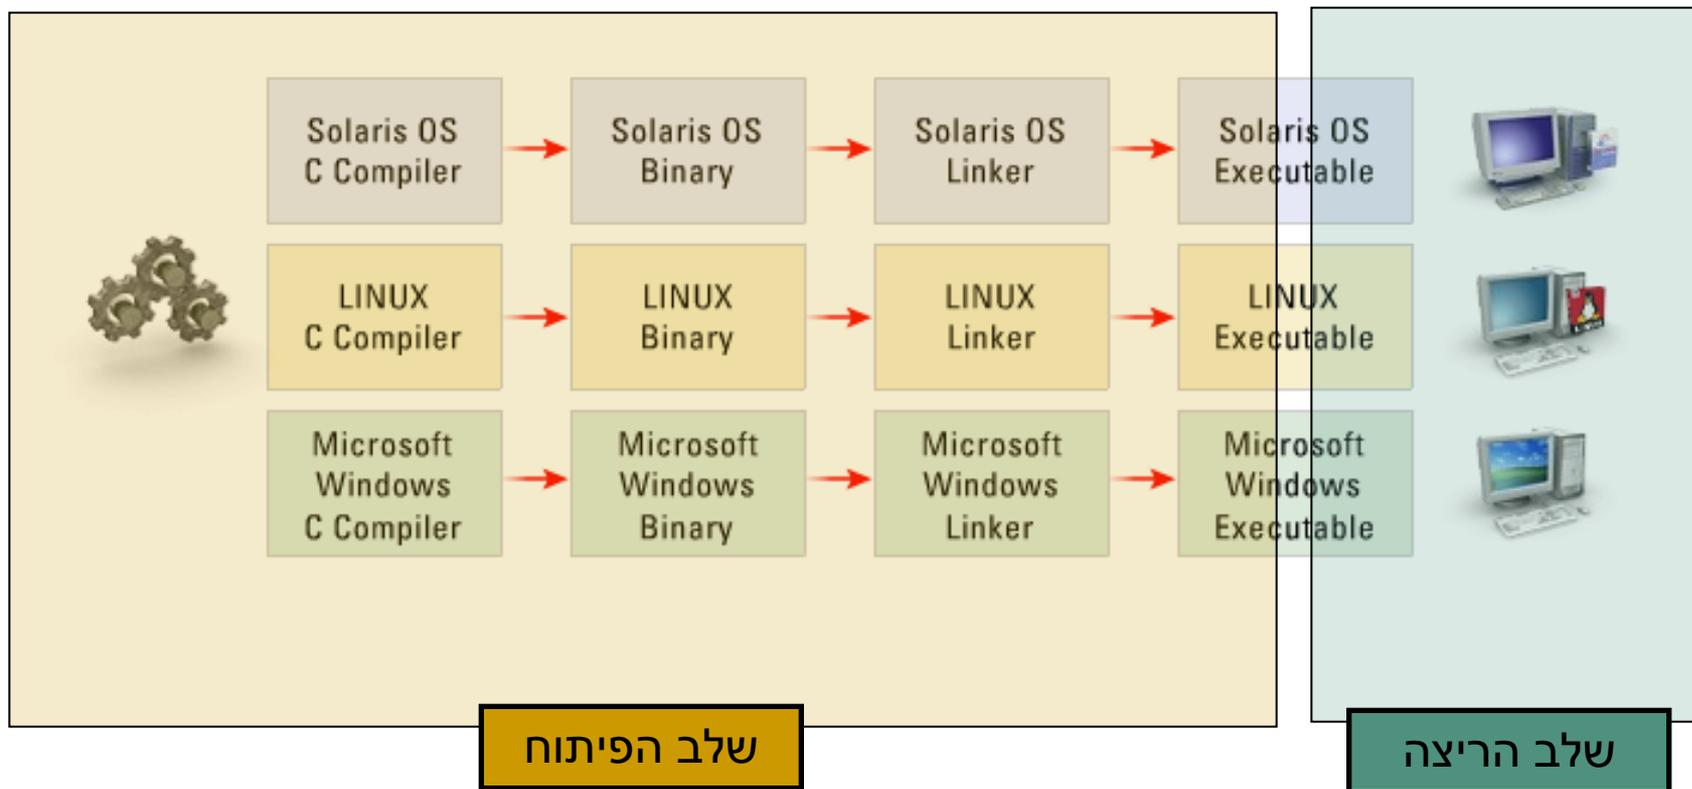 Solaris OS
C Compiler
Solaris OS
Binary
Solaris OS
Linker
Solaris OS
Executable
LINUX
C Compiler
LINUX
Binary
LINUX
Linker
LINUX
Executable
Microsoft
Windows
C Compiler
Microsoft
Windows
Binary
Microsoft
Windows
Linker
Microsoft
Windows
Executable
שלב הפיתוח
שלב הריצה